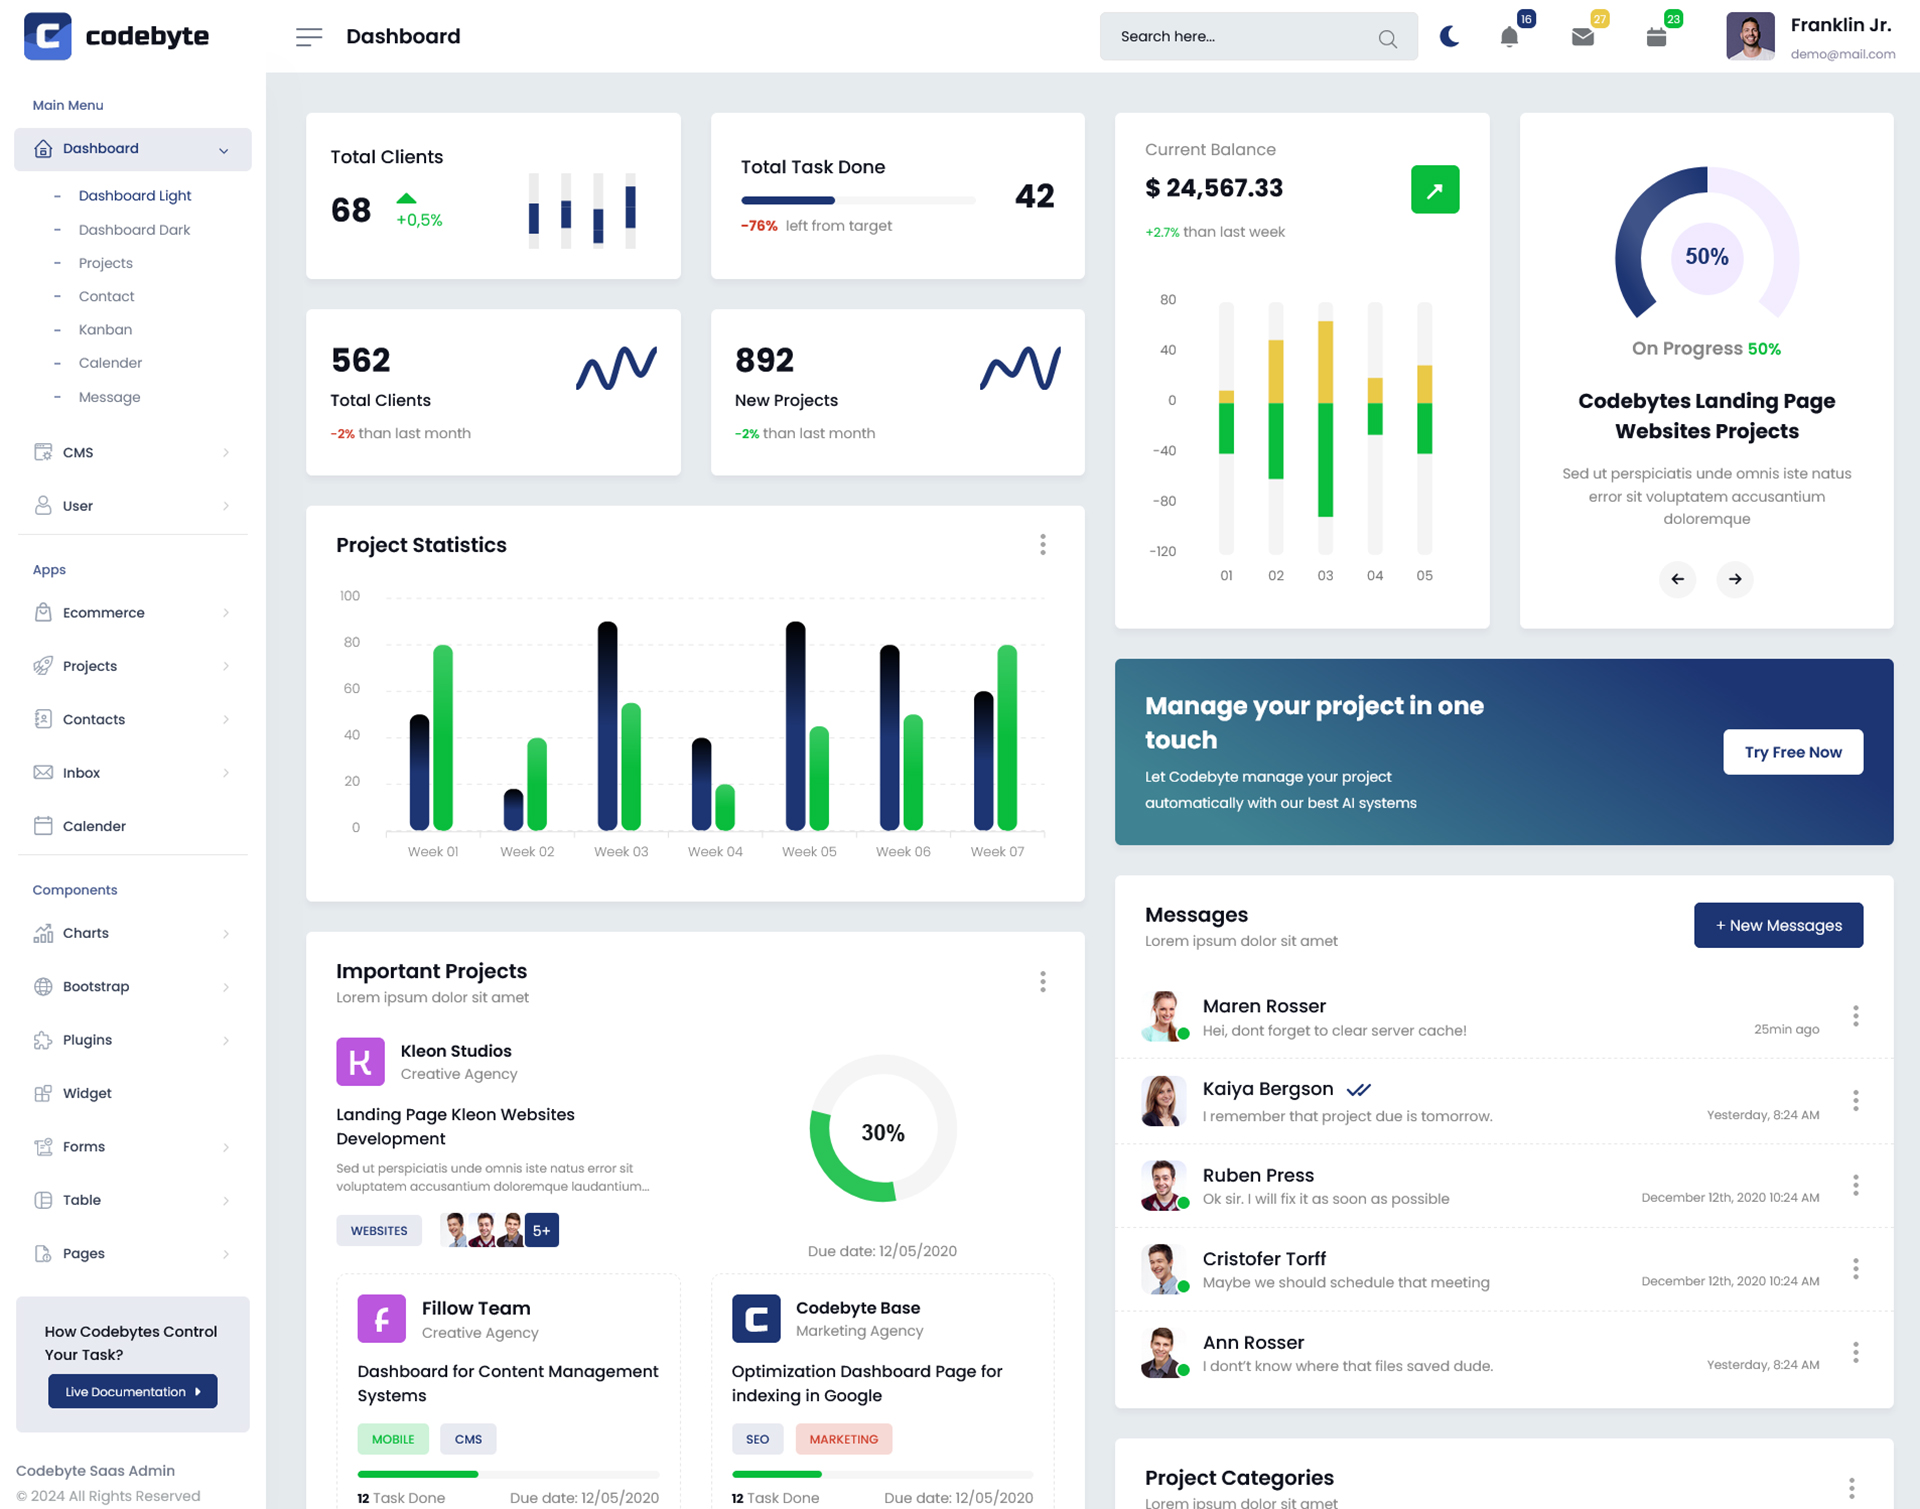 codebyte
Dashboard
Search here...
16
27
23
Franklin Jr.
demo@mail.com
Main Menu
Dashboard
- Dashboard Light
- Dashboard Dark
- Projects
- Contact
- Kanban
- Calender
- Message
CMS
User
Apps
Ecommerce
Projects
Contacts
Inbox
Calender
Components
Charts
Bootstrap
Plugins
Widget
Forms
Table
Pages
How Codebytes Control
Your Task?
Live Documentation
Codebyte Saas Admin
© 2024 All Rights Reserved
Total Clients
68
+0,5%
Total Task Done
42
-76% left from target
562
Total Clients
-2% than last month
892
New Projects
-2% than last month
Current Balance
$ 24,567.33
+2.7% than last week
80
40
0
-40
-80
-120
01 02 03 04 05
50%
On Progress 50%
Codebytes Landing Page
Websites Projects
Sed ut perspiciatis unde omnis iste natus
error sit voluptatem accusantium
doloremque
Project Statistics
100
80
60
40
20
0
Week 01 Week 02 Week 03 Week 04 Week 05 Week 06 Week 07
Manage your project in one
touch
Let Codebyte manage your project
automatically with our best AI systems
Try Free Now
Important Projects
Lorem ipsum dolor sit amet
K
Kleon Studios
Creative Agency
Landing Page Kleon Websites
Development
Sed ut perspiciatis unde omnis iste natus error sit
voluptatem accusantium doloremque laudantium...
WEBSITES
5+
30%
Due date: 12/05/2020
F
Fillow Team
Creative Agency
Dashboard for Content Management
Systems
MOBILE
CMS
12 Task Done
Due date: 12/05/2020
C
Codebyte Base
Marketing Agency
Optimization Dashboard Page for
indexing in Google
SEO
MARKETING
12 Task Done
Due date: 12/05/2020
Messages
Lorem ipsum dolor sit amet
+ New Messages
Maren Rosser
Hei, dont forget to clear server cache!
25min ago
Kaiya Bergson
I remember that project due is tomorrow.
Yesterday, 8:24 AM
Ruben Press
Ok sir. I will fix it as soon as possible
December 12th, 2020 10:24 AM
Cristofer Torff
Maybe we should schedule that meeting
December 12th, 2020 10:24 AM
Ann Rosser
I dont't know where that files saved dude.
Yesterday, 8:24 AM
Project Categories
Lorem ipsum dolor sit amet